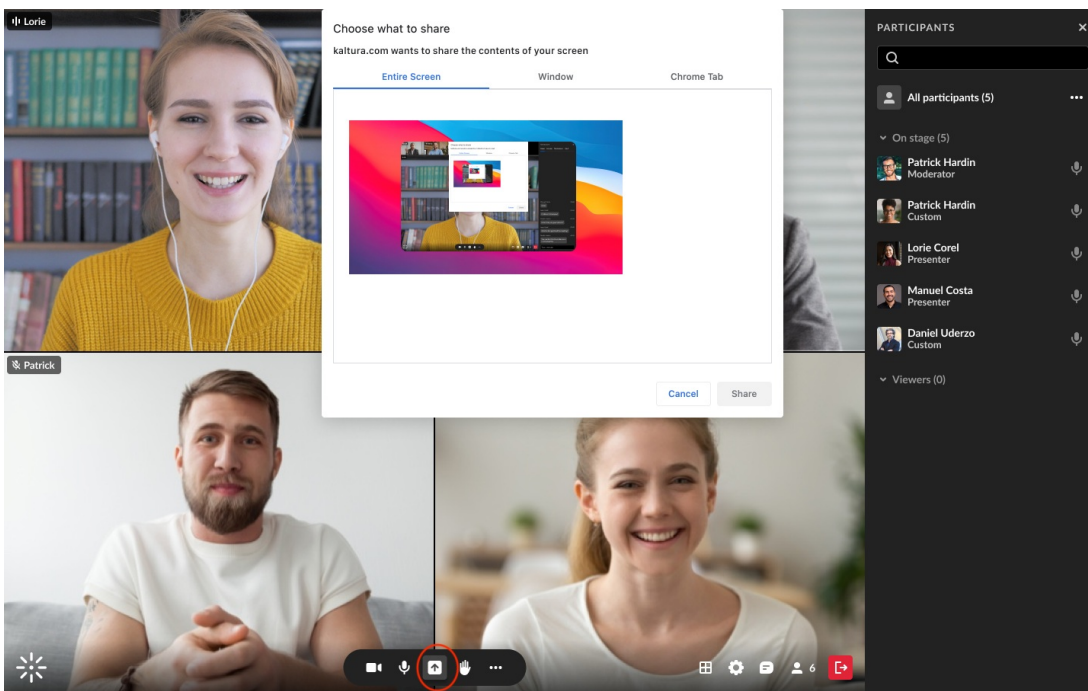 Lorie
Choose what to share
kaltura.com wants to share the contents of your screen
Entire Screen
Window
Chrome Tab
Cancel
Share
Patrick
6
PARTICIPANTS
All participants (5)
On stage (5)
Patrick Hardin
Moderator
Patrick Hardin
Custom
Lorie Corel
Presenter
Manuel Costa
Presenter
Daniel Uderzo
Custom
Viewers (0)